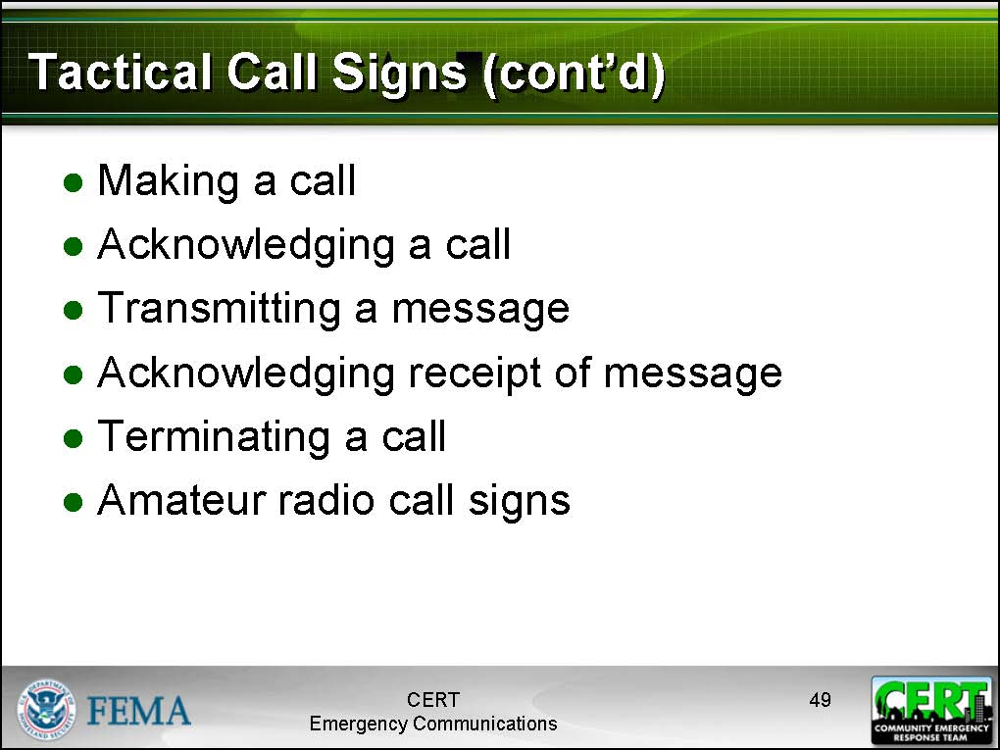 Tactical Call Signs (cont’d)
Making a call
Acknowledging a call
Transmitting a message
Acknowledging receipt of message
Terminating a call
Amateur radio call signs
U.S. DEPARTMENT OF HOMELAND SECURITY
FEMA
CERT
Emergency Communications
49
CERT
COMMUNITY EMERGENCY
RESPONSE TEAM